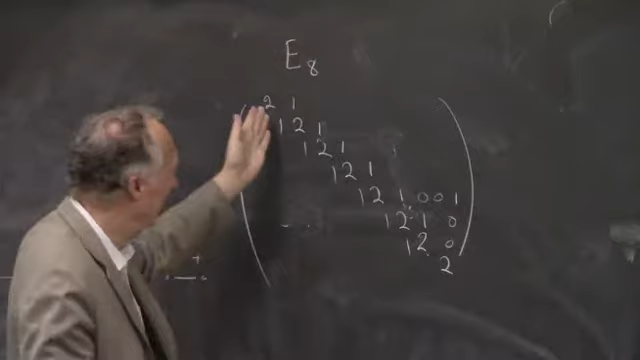 E₈
2 1
1 2 1
1 2 1
1 2 1
1 2 1 0 0 1
1 2 1 0
1 2 0
2